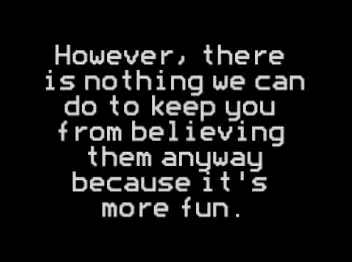 However, there
is nothing we can
do to keep you
from believing
them anyway
because it's
more fun.